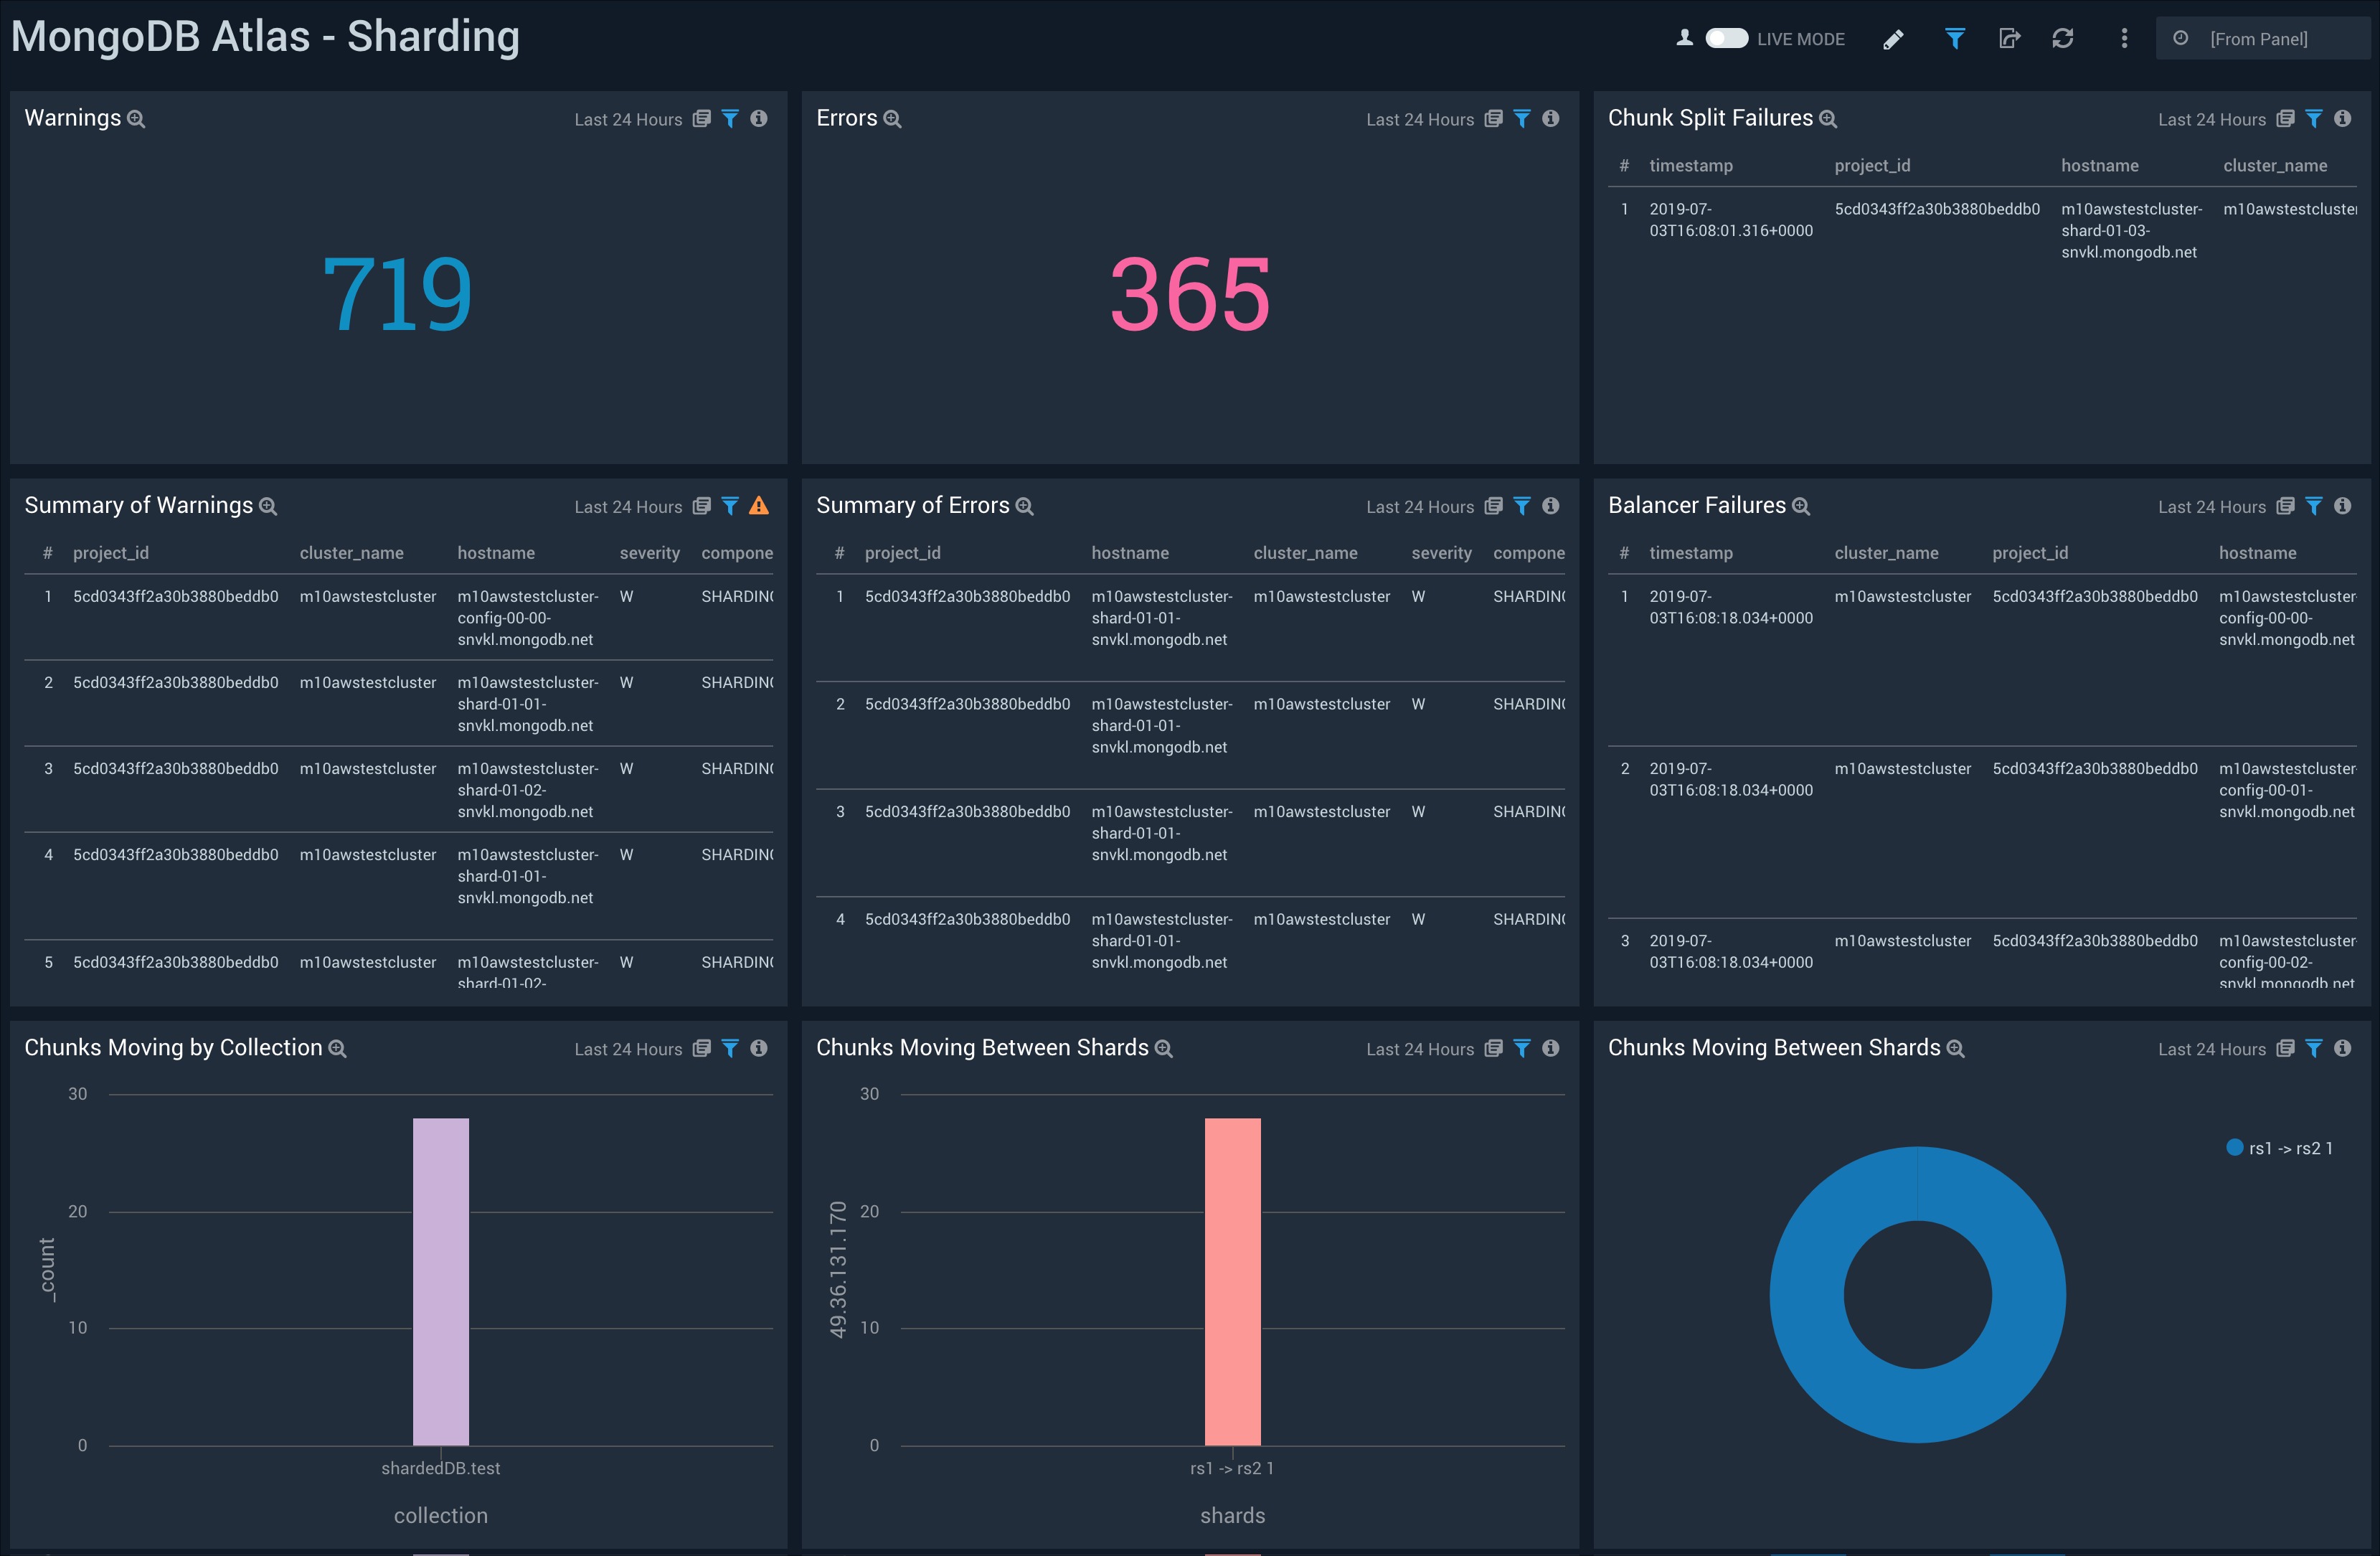 MongoDB Atlas - Sharding
LIVE MODE
[From Panel]
Warnings
Last 24 Hours
719
Errors
Last 24 Hours
365
Chunk Split Failures
Last 24 Hours
# timestamp project_id hostname cluster_name
1 2019-07- 5cd0343ff2a30b3880beddb0 m10awstestcluster- m10awstestcluster
03T16:08:01.316+0000 shard-01-03-
snvkl.mongodb.net
Summary of Warnings
Last 24 Hours
# project_id cluster_name hostname severity compone
1 5cd0343ff2a30b3880beddb0 m10awstestcluster m10awstestcluster- W SHARDING
config-00-00-
snvkl.mongodb.net
2 5cd0343ff2a30b3880beddb0 m10awstestcluster m10awstestcluster- W SHARDING
shard-01-01-
snvkl.mongodb.net
3 5cd0343ff2a30b3880beddb0 m10awstestcluster m10awstestcluster- W SHARDING
shard-01-02-
snvkl.mongodb.net
4 5cd0343ff2a30b3880beddb0 m10awstestcluster m10awstestcluster- W SHARDING
shard-01-01-
snvkl.mongodb.net
5 5cd0343ff2a30b3880beddb0 m10awstestcluster m10awstestcluster- W SHARDING
shard-01-02-
Summary of Errors
Last 24 Hours
# project_id hostname cluster_name severity compone
1 5cd0343ff2a30b3880beddb0 m10awstestcluster- m10awstestcluster W SHARDING
shard-01-01-
snvkl.mongodb.net
2 5cd0343ff2a30b3880beddb0 m10awstestcluster- m10awstestcluster W SHARDING
shard-01-01-
snvkl.mongodb.net
3 5cd0343ff2a30b3880beddb0 m10awstestcluster- m10awstestcluster W SHARDING
shard-01-01-
snvkl.mongodb.net
4 5cd0343ff2a30b3880beddb0 m10awstestcluster- m10awstestcluster W SHARDING
shard-01-01-
snvkl.mongodb.net
Balancer Failures
Last 24 Hours
# timestamp cluster_name project_id hostname
1 2019-07- m10awstestcluster 5cd0343ff2a30b3880beddb0 m10awstestcluster-
03T16:08:18.034+0000 config-00-00-
snvkl.mongodb.net
2 2019-07- m10awstestcluster 5cd0343ff2a30b3880beddb0 m10awstestcluster-
03T16:08:18.034+0000 config-00-01-
snvkl.mongodb.net
3 2019-07- m10awstestcluster 5cd0343ff2a30b3880beddb0 m10awstestcluster-
03T16:08:18.034+0000 config-00-02-
snvkl.mongodb.net
Chunks Moving by Collection
Last 24 Hours
30
20
10
0
_count
shardedDB.test
collection
Chunks Moving Between Shards
Last 24 Hours
30
20
10
0
49.36.131.170
rs1 -> rs2 1
shards
Chunks Moving Between Shards
Last 24 Hours
rs1 -> rs2 1